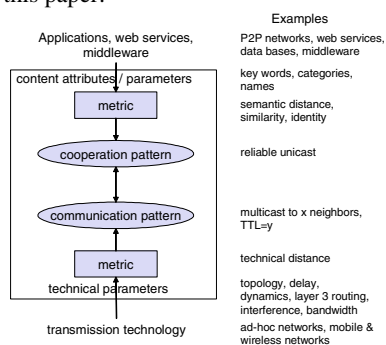 this paper.
Examples
Applications, web services,
middleware
P2P networks, web services,
data bases, middleware
content attributes / parameters
key words, categories,
names
metric
semantic distance,
similarity, identity
cooperation pattern
reliable unicast
communication pattern
multicast to x neighbors,
TTL=y
metric
technical distance
technical parameters
topology, delay,
dynamics, layer 3 routing,
interference, bandwidth
transmission technology
ad-hoc networks, mobile &
wireless networks